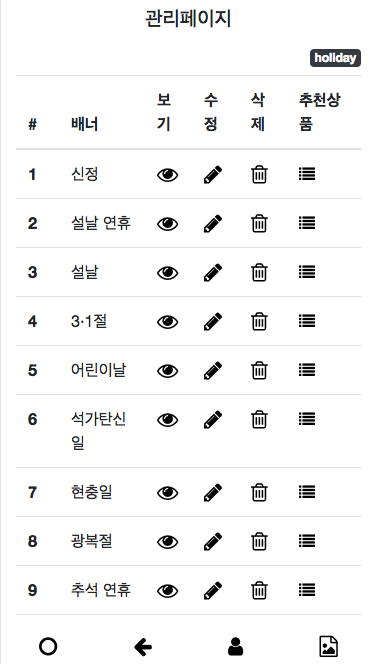 관리페이지
holiday
# 배너 보기 수정 삭제 추천상품
1 신정
2 설날 연휴
3 설날
4 3·1절
5 어린이날
6 석가탄신
일
7 현충일
8 광복절
9 추석 연휴